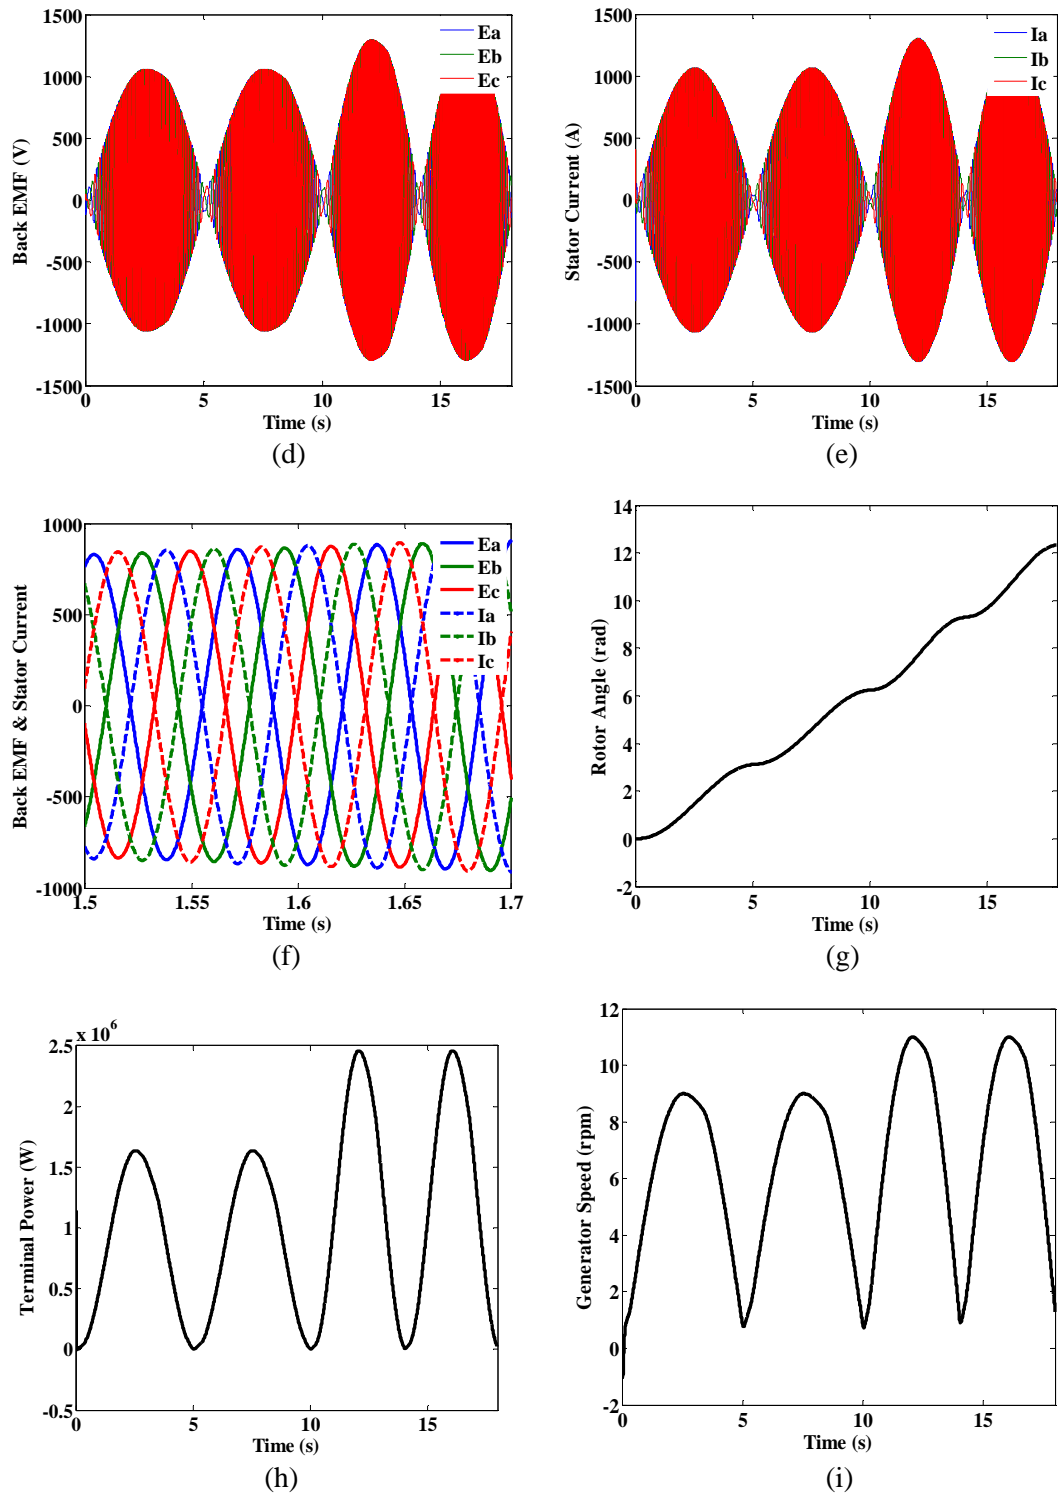 1500
1000
500
0
-500
-1000
-1500
0 5 10 15
Back EMF (V)
Time (s)
Ea
Eb
Ec
(d)
1500
1000
500
0
-500
-1000
-1500
0 5 10 15
Stator Current (A)
Time (s)
Ia
Ib
Ic
(e)
1000
500
0
-500
-1000
1.5 1.55 1.6 1.65 1.7
Back EMF & Stator Current
Time (s)
Ea
Eb
Ec
Ia
Ib
Ic
(f)
14
12
10
8
6
4
2
0
-2
0 5 10 15
Rotor Angle (rad)
Time (s)
(g)
x 10^6
2.5
2
1.5
1
0.5
0
-0.5
0 5 10 15
Terminal Power (W)
Time (s)
(h)
12
10
8
6
4
2
0
-2
0 5 10 15
Generator Speed (rpm)
Time (s)
(i)